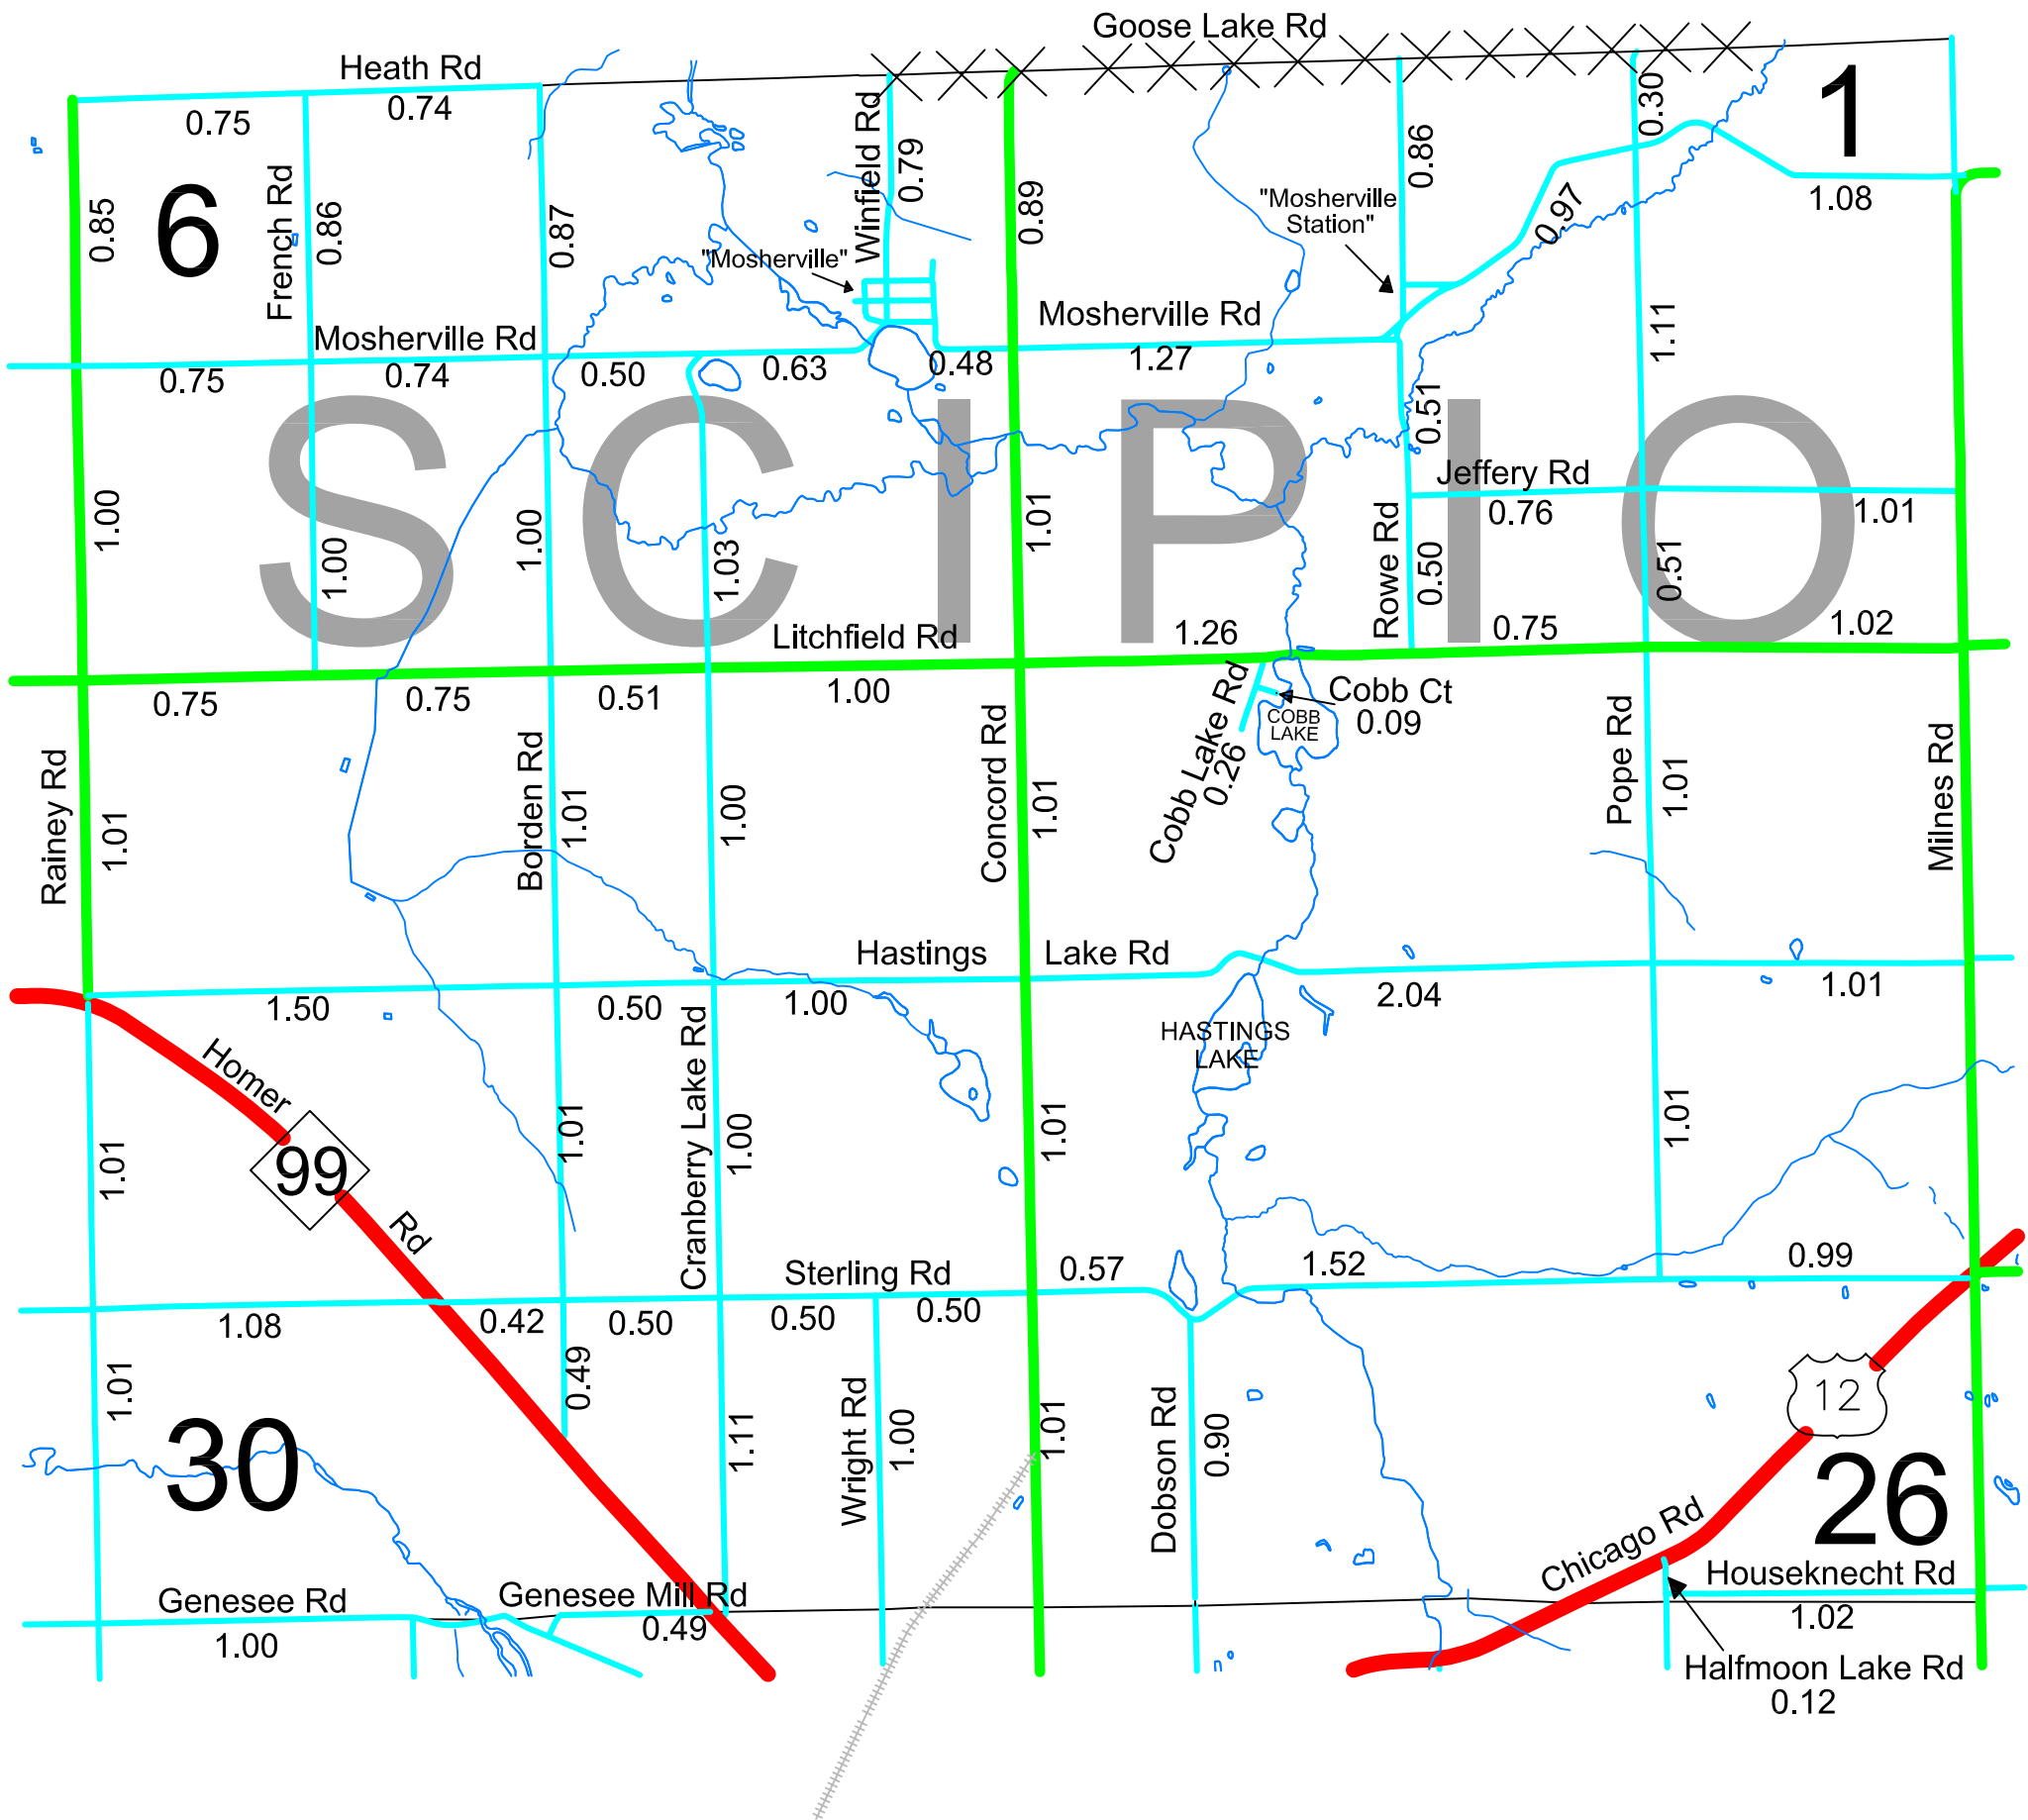 Goose Lake Rd
Heath Rd
0.75
0.74
0.30
1
Winfield Rd
0.79
0.86
6
0.85
French Rd
0.86
0.87
0.89
"Mosherville
Station"
0.97
1.08
"Mosherville"
Mosherville Rd
Mosherville Rd
1.11
0.75
0.74
0.50
0.63
0.48
1.27
0.51
SCIPIO
Jeffery Rd
0.76
1.01
1.00
1.00
1.00
1.03
1.01
Rowe Rd
0.50
0.51
Litchfield Rd
1.26
0.75
1.02
0.75
0.75
0.51
1.00
Cobb Lake Rd
0.26
Cobb Ct
0.09
COBB
LAKE
Rainey Rd
1.01
Borden Rd
1.01
1.00
Concord Rd
1.01
Pope Rd
1.01
Milnes Rd
Hastings Lake Rd
1.50
0.50
1.00
2.04
1.01
HASTINGS
LAKE
Homer
99
Rd
1.01
1.01
Cranberry Lake Rd
1.00
1.01
1.01
Sterling Rd
0.57
1.52
0.99
1.08
0.42
0.50
0.50
0.50
1.01
0.49
1.11
Wright Rd
1.00
1.01
Dobson Rd
0.90
12
30
26
Chicago Rd
Houseknecht Rd
1.02
Genesee Rd
1.00
Genesee Mill Rd
0.49
Halfmoon Lake Rd
0.12